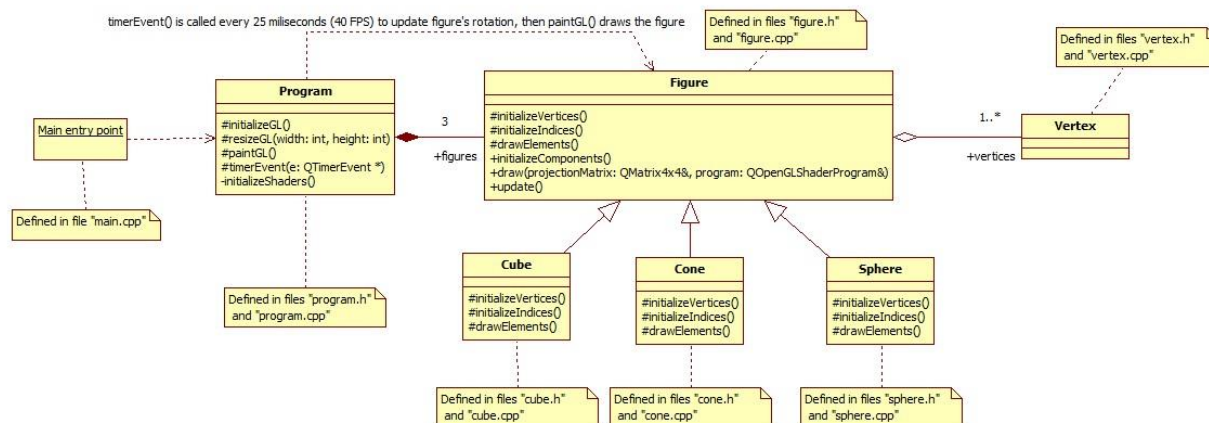 timerEvent() is called every 25 miliseconds (40 FPS) to update figure's rotation, then paintGL() draws the figure
Defined in files "figure.h"
and "figure.cpp"
Defined in files "vertex.h"
and "vertex.cpp"
Main entry point
Defined in file "main.cpp"
Program
#initializeGL()
#resizeGL(width: int, height: int)
#paintGL()
#timerEvent(e: QTimerEvent *)
-initializeShaders()
3
+figures
Figure
#initializeVertices()
#initializeIndices()
#drawElements()
+initializeComponents()
+draw(projectionMatrix: QMatrix4x4&, program: QOpenGLShaderProgram&)
+update()
1..*
+vertices
Vertex
Defined in files "program.h"
and "program.cpp"
Cube
#initializeVertices()
#initializeIndices()
#drawElements()
Cone
#initializeVertices()
#initializeIndices()
#drawElements()
Sphere
#initializeVertices()
#initializeIndices()
#drawElements()
Defined in files "cube.h"
and "cube.cpp"
Defined in files "cone.h"
and "cone.cpp"
Defined in files "sphere.h"
and "sphere.cpp"